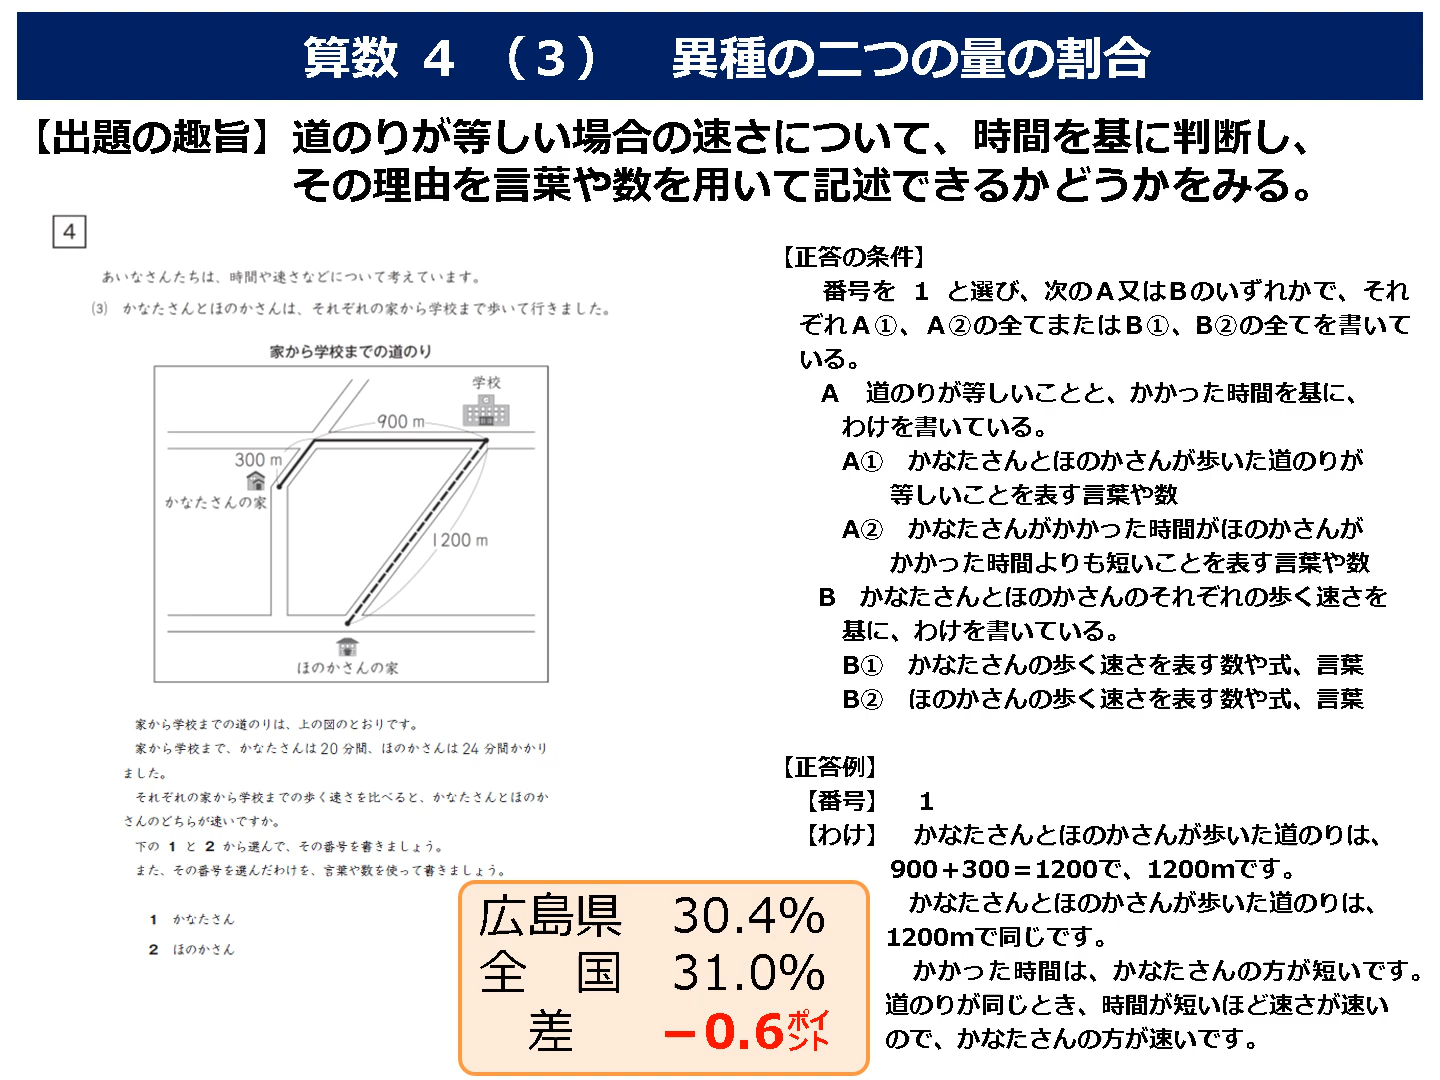 算数 ４ （３） 異種の二つの量の割合
【出題の趣旨】道のりが等しい場合の速さについて、時間を基に判断し、
その理由を言葉や数を用いて記述できるかどうかをみる。
4
あいなさんたちは、時間や速さなどについて考えています。
(3) かなたさんとほのかさんは、それぞれの家から学校まで歩いて行きました。
家から学校までの道のり
学校
900 m
300 m
かなたさんの家
1200 m
ほのかさんの家
家から学校までの道のりは、上の図のとおりです。
家から学校まで、かなたさんは 20 分間、ほのかさんは 24 分間かかり
ました。
それぞれの家から学校までの歩く速さを比べると、かなたさんとほのか
さんのどちらが速いですか。
下の 1 と 2 から選んで、その番号を書きましょう。
また、その番号を選んだわけを、言葉や数を使って書きましょう。
1 かなたさん
2 ほのかさん
広島県 30.4%
全 国 31.0%
差 －0.6ポイント
【正答の条件】
番号を 1 と選び、次のＡ又はＢのいずれかで、それ
ぞれＡ①、Ａ②の全てまたはＢ①、Ｂ②の全てを書いて
いる。
A 道のりが等しいことと、かかった時間を基に、
わけを書いている。
A① かなたさんとほのかさんが歩いた道のりが
等しいことを表す言葉や数
A② かなたさんがかかった時間がほのかさんが
かかった時間よりも短いことを表す言葉や数
B かなたさんとほのかさんのそれぞれの歩く速さを
基に、わけを書いている。
B① かなたさんの歩く速さを表す数や式、言葉
B② ほのかさんの歩く速さを表す数や式、言葉
【正答例】
【番号】 1
【わけ】 かなたさんとほのかさんが歩いた道のりは、
900＋300＝1200で、1200mです。
かなたさんとほのかさんが歩いた道のりは、
1200mで同じです。
かかった時間は、かなたさんの方が短いです。
道のりが同じとき、時間が短いほど速さが速い
ので、かなたさんの方が速いです。